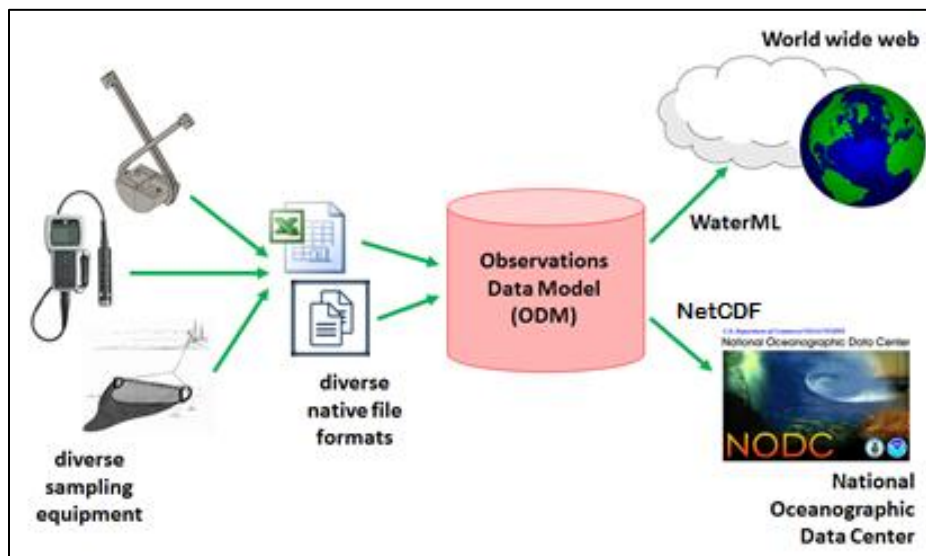 World wide web
WaterML
Observations
Data Model
(ODM)
NetCDF
National Oceanographic Data Center
NODC
diverse
native file
formats
diverse
sampling
equipment
National
Oceanographic
Data Center